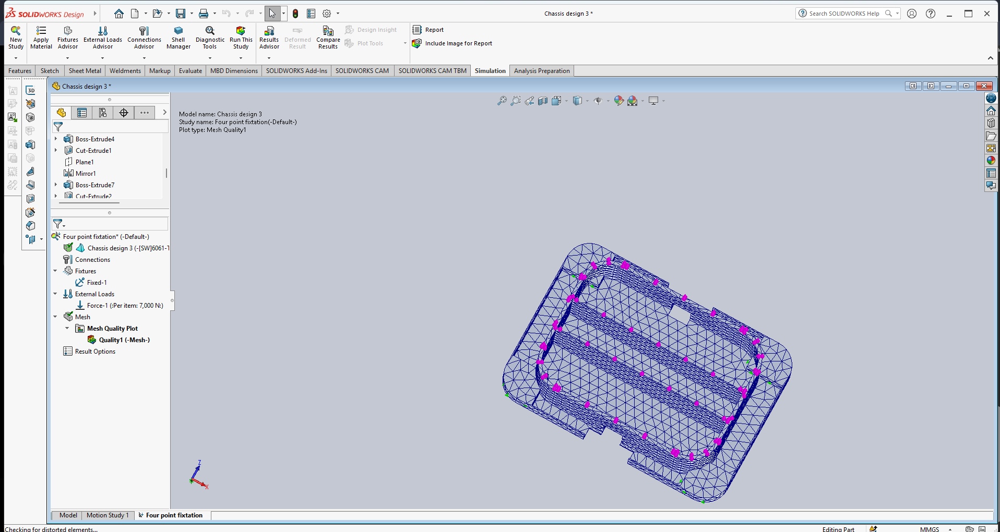 SOLIDWORKS Design
Chassis design 3 *
Search SOLIDWORKS Help
New Study
Apply Material
Fixtures Advisor
External Loads Advisor
Connections Advisor
Shell Manager
Diagnostic Tools
Run This Study
Results Advisor
Deformed Result
Compare Results
Design Insight
Plot Tools
Report
Include Image for Report
Features
Sketch
Sheet Metal
Weldments
Markup
Evaluate
MBD Dimensions
SOLIDWORKS Add-Ins
SOLIDWORKS CAM
SOLIDWORKS CAM TBM
Simulation
Analysis Preparation
Chassis design 3 *
3D
Boss-Extrude4
Cut-Extrude1
Plane1
Mirror1
Boss-Extrude7
Cut-Extrude2
Four point fixtation* (-Default-)
Chassis design 3 (-[SW]6061-T
Connections
Fixtures
Fixed-1
External Loads
Force-1 (:Per item: 7,000 N:)
Mesh
Mesh Quality Plot
Quality1 (-Mesh-)
Result Options
Model name: Chassis design 3
Study name: Four point fixtation(-Default-)
Plot type: Mesh Quality1
Z
X
Model
Motion Study 1
Four point fixtation
Checking for distorted elements...
Editing Part
MMGS